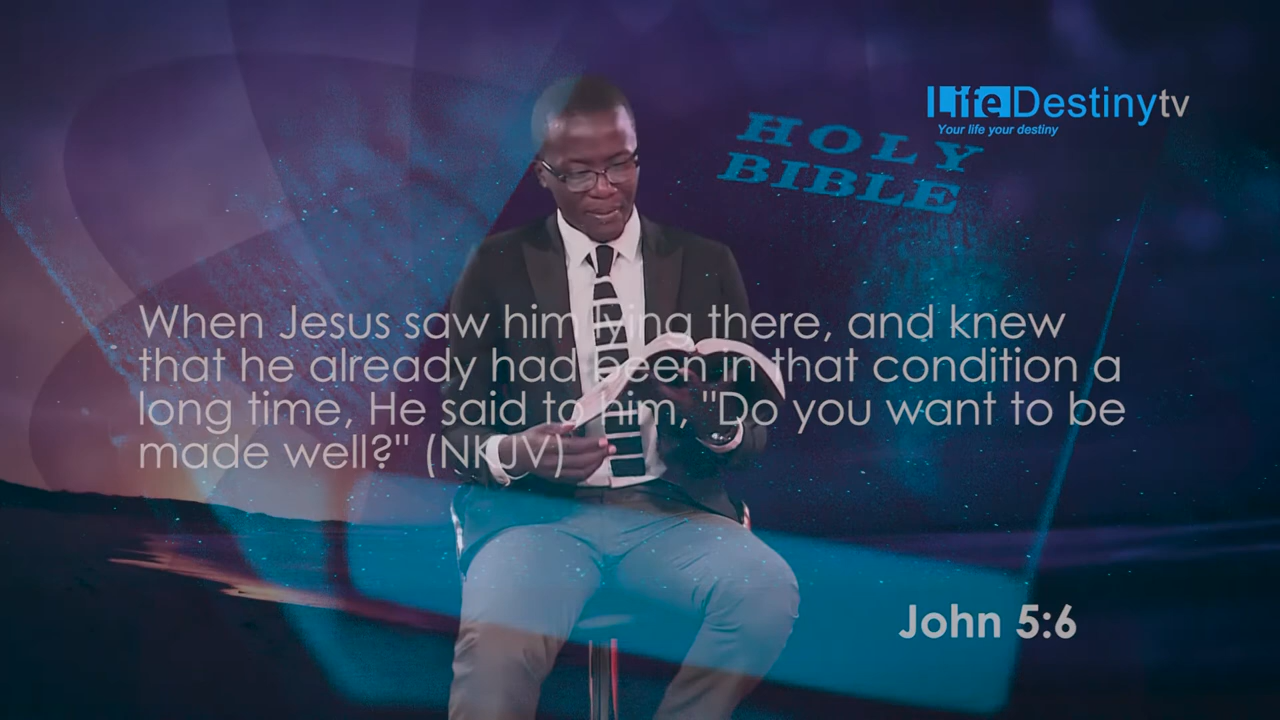 LifeDestinytv
Your life your destiny
HOLY
BIBLE
When Jesus saw him lying there, and knew
that he already had been in that condition a
long time, He said to him, "Do you want to be
made well?" (NKJV)
John 5:6